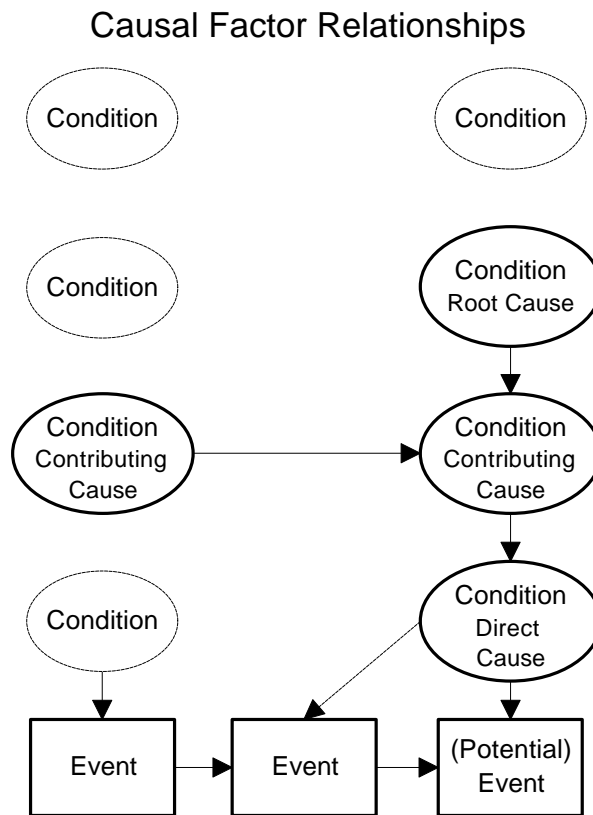 Causal Factor Relationships
Condition
Condition
Condition
Condition
Root Cause
Condition
Contributing
Cause
Condition
Contributing
Cause
Condition
Condition
Direct
Cause
Event
Event
(Potential)
Event